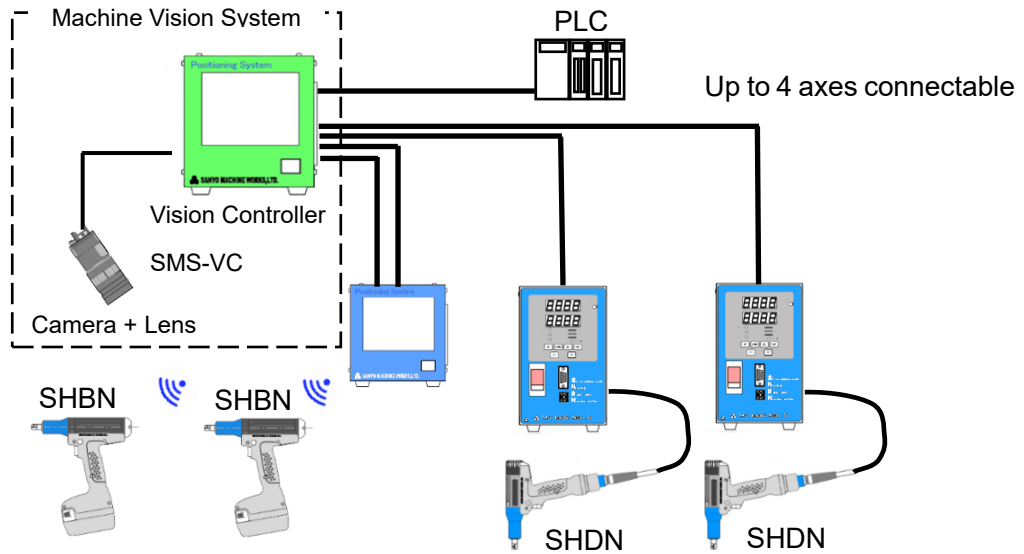 Machine Vision System
PLC
Positioning System
Up to 4 axes connectable
SANYO MACHINE WORKS,LTD.
Vision Controller
SMS-VC
Positioning System
Camera + Lens
SANYO MACHINE WORKS,LTD.
SHBN
SHBN
SHDN
SHDN